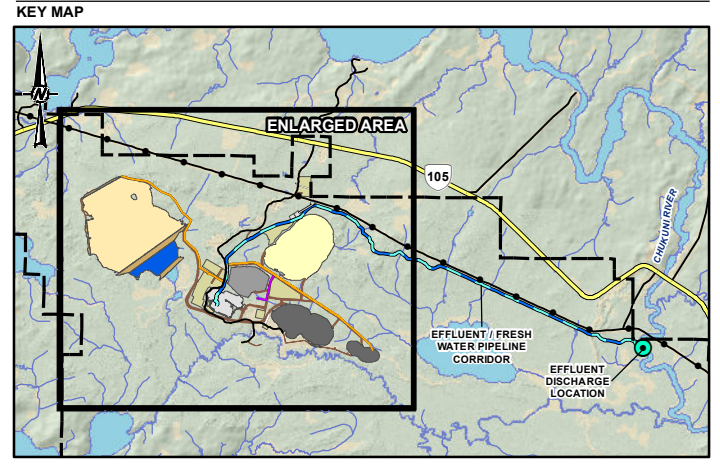 KEY MAP
N
ENLARGED AREA
105
CHUKUNI RIVER
EFFLUENT / FRESH
WATER PIPELINE
CORRIDOR
EFFLUENT
DISCHARGE
LOCATION